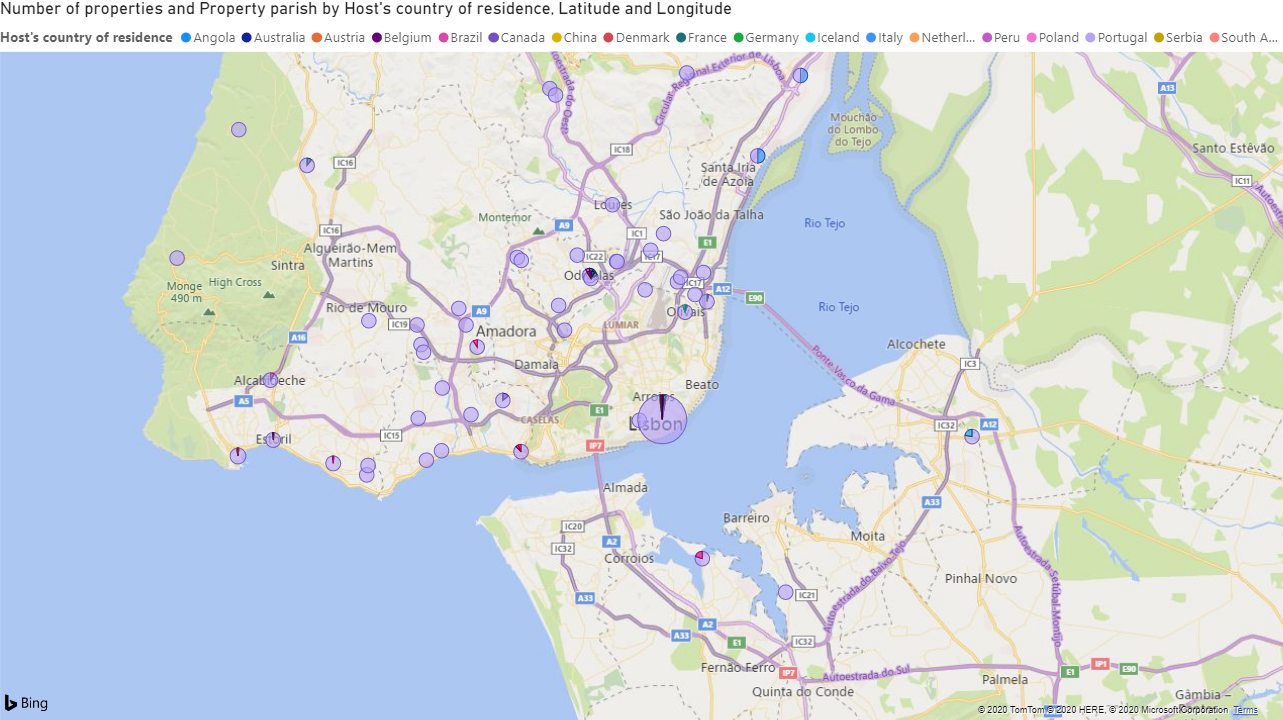 Number of properties and Property parish by Host's country of residence, Latitude and Longitude
Host's country of residence Angola Australia Austria Belgium Brazil Canada China Denmark France Germany Iceland Italy Netherl... Peru Poland Portugal Serbia South A...
Circular Regional Exterior de Lisboa
A13
Mouchão
do Lombo
do Tejo
IC18
Santo Estêvão
IC16
Santa Iria
de Azoia
IC11
Loures
Montemor
São João da Talha
A9
IC16
IC1
Rio Tejo
E1
Algueirão-Mem
Martins
IC22
IC17
Sintra
Monge
490 m
High Cross
IC17
A12
E90
Rio de Mouro
A9
Rio Tejo
IC19
LUMIAR
Amadora
A16
Alcochete
Damaia
Ponte Vasco da Gama
IC3
Beato
A5
E1
CASELAS
IC32
A12
Lisbon
IC15
IP7
Almada
A33
Barreiro
IC20
Moita
A2
IC32
Corroios
Autoestrada do Baixo Tejo
Autoestrada-Setúbal-Montijo
Pinhal Novo
A33
IC21
A2
A33
E1
IC32
Fernão Ferro
IP7
Autoestrada do Sul
E1
IP1
E90
Palmela
Quinta do Conde
Gâmbia –
Bing
© 2020 TomTom © 2020 HERE, © 2020 Microsoft Corporation Terms